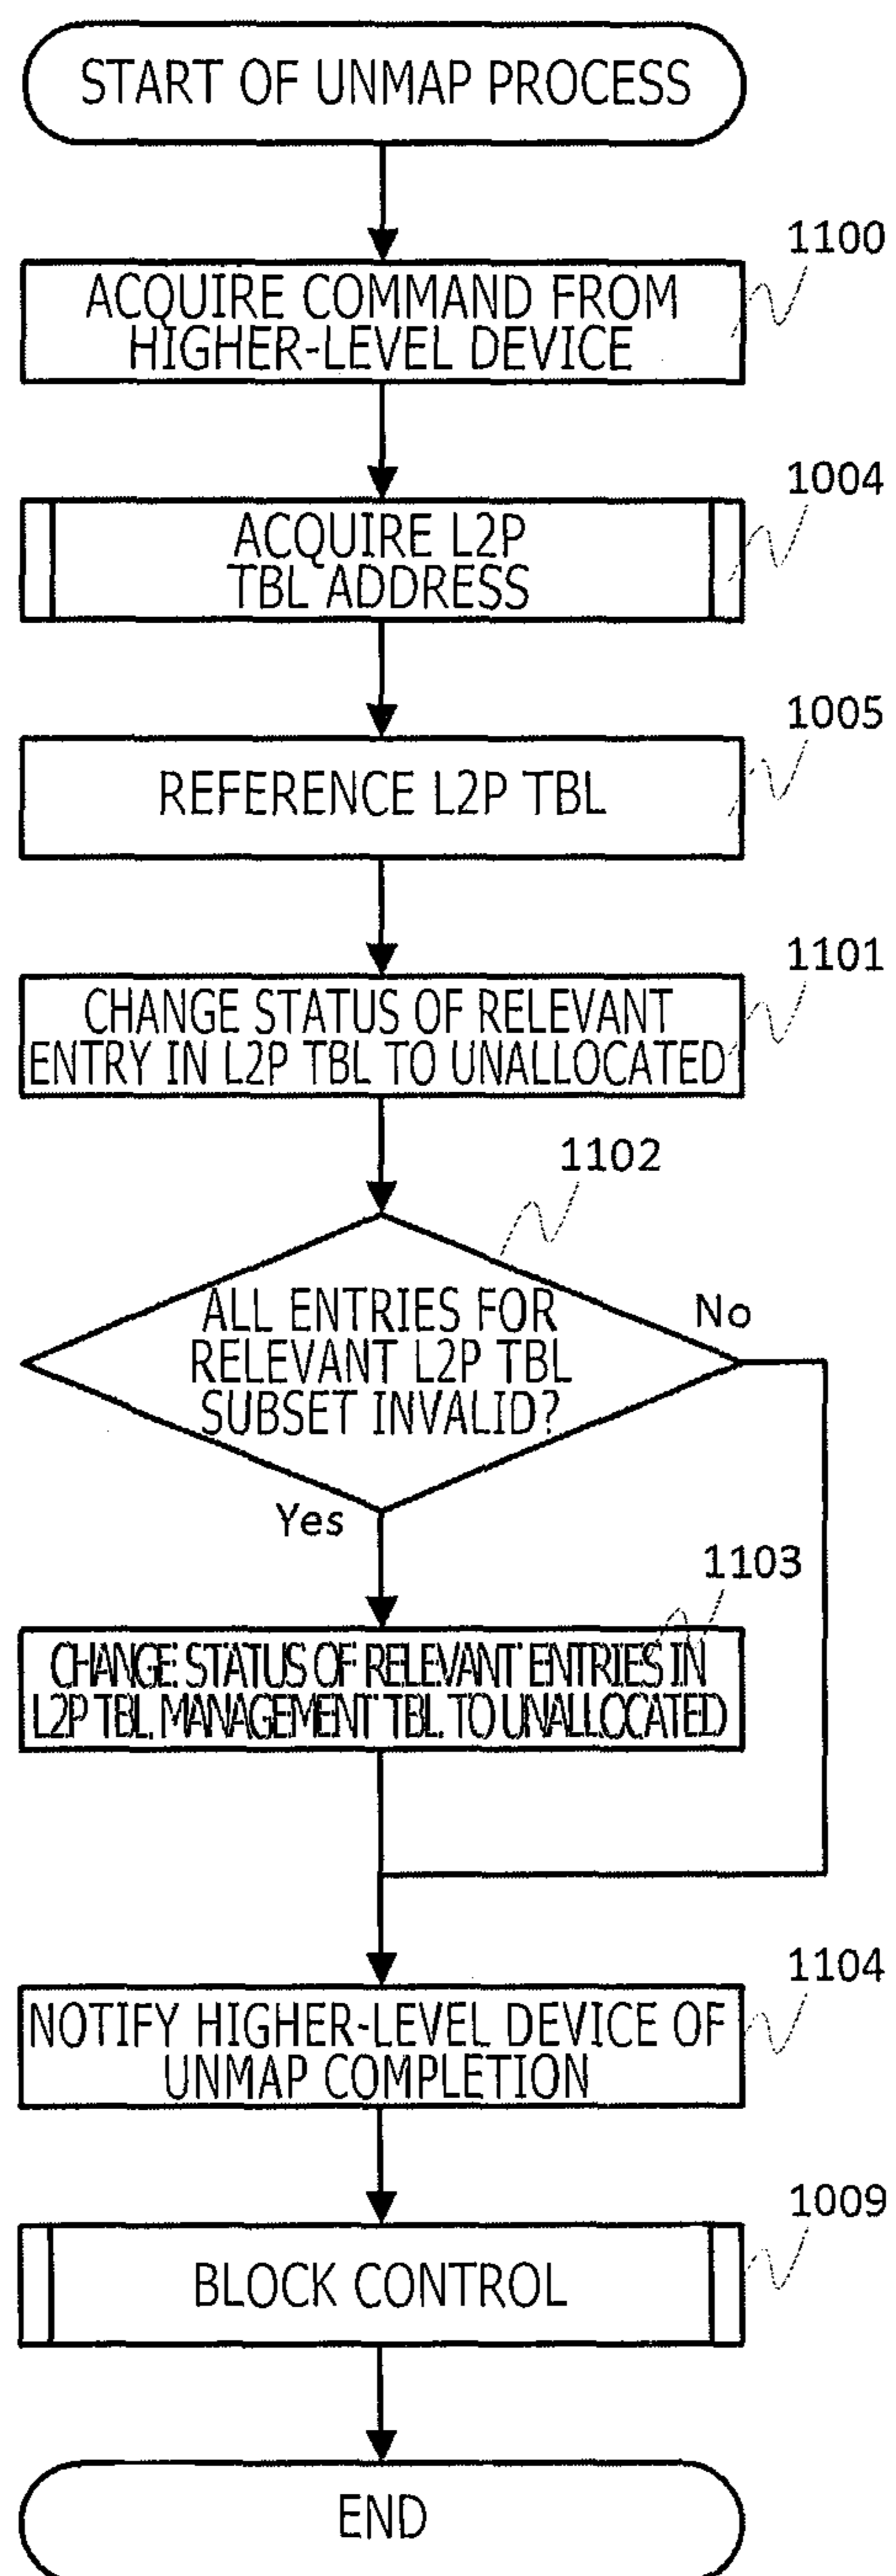 START OF UNMAP PROCESS
1100
ACQUIRE COMMAND FROM
HIGHER-LEVEL DEVICE
1004
ACQUIRE L2P
TBL ADDRESS
1005
REFERENCE L2P TBL
1101
CHANGE STATUS OF RELEVANT
ENTRY IN L2P TBL TO UNALLOCATED
1102
ALL ENTRIES FOR
RELEVANT L2P TBL
SUBSET INVALID?
No
Yes
1103
CHANGE STATUS OF RELEVANT ENTRIES IN
L2P TBL MANAGEMENT TBL TO UNALLOCATED
1104
NOTIFY HIGHER-LEVEL DEVICE OF
UNMAP COMPLETION
1009
BLOCK CONTROL
END